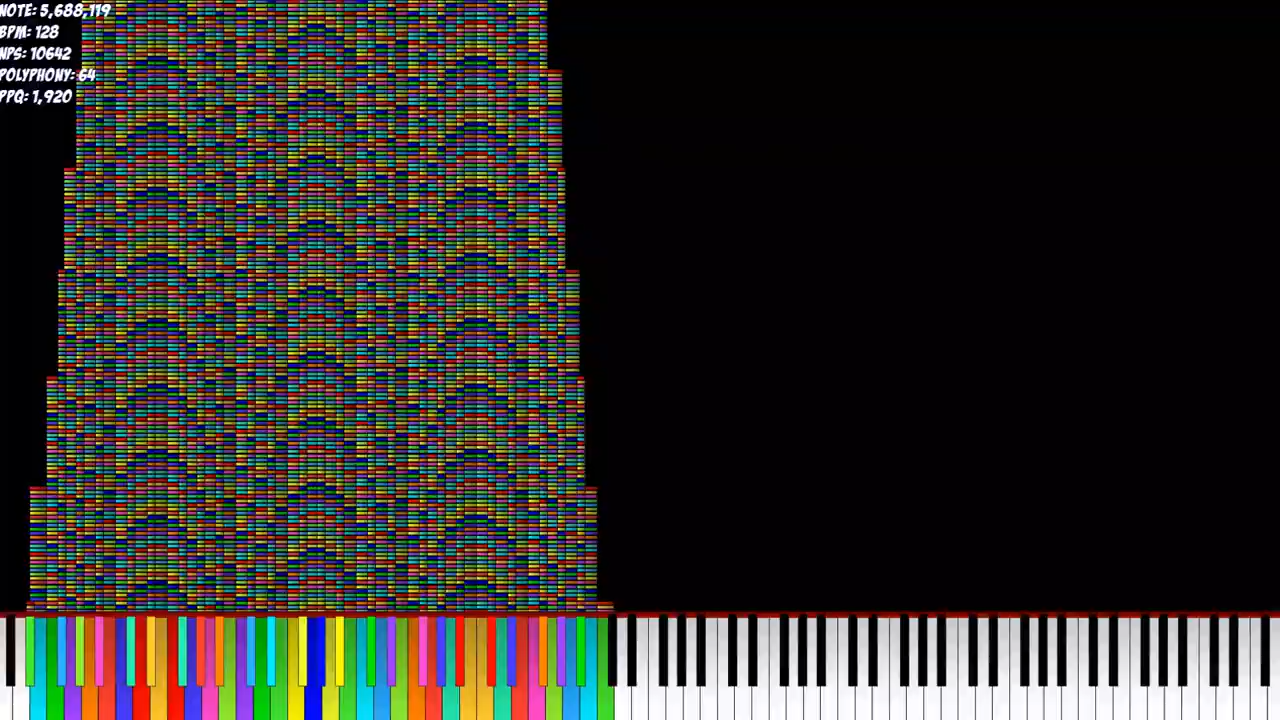 NOTE: 5,688,119
BPM: 128
NPS: 10642
POLYPHONY: 64
PPQ: 1,920